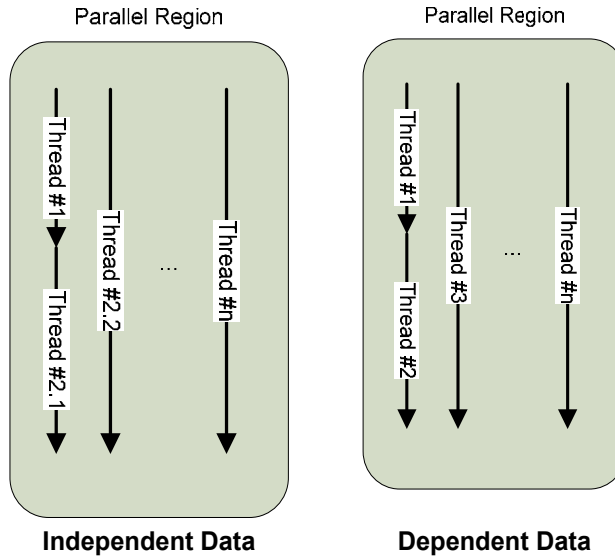 Parallel Region
Thread #1
Thread #2.1
Thread #2.2
...
Thread #n
Independent Data
Parallel Region
Thread #1
Thread #2
Thread #3
...
Thread #n
Dependent Data